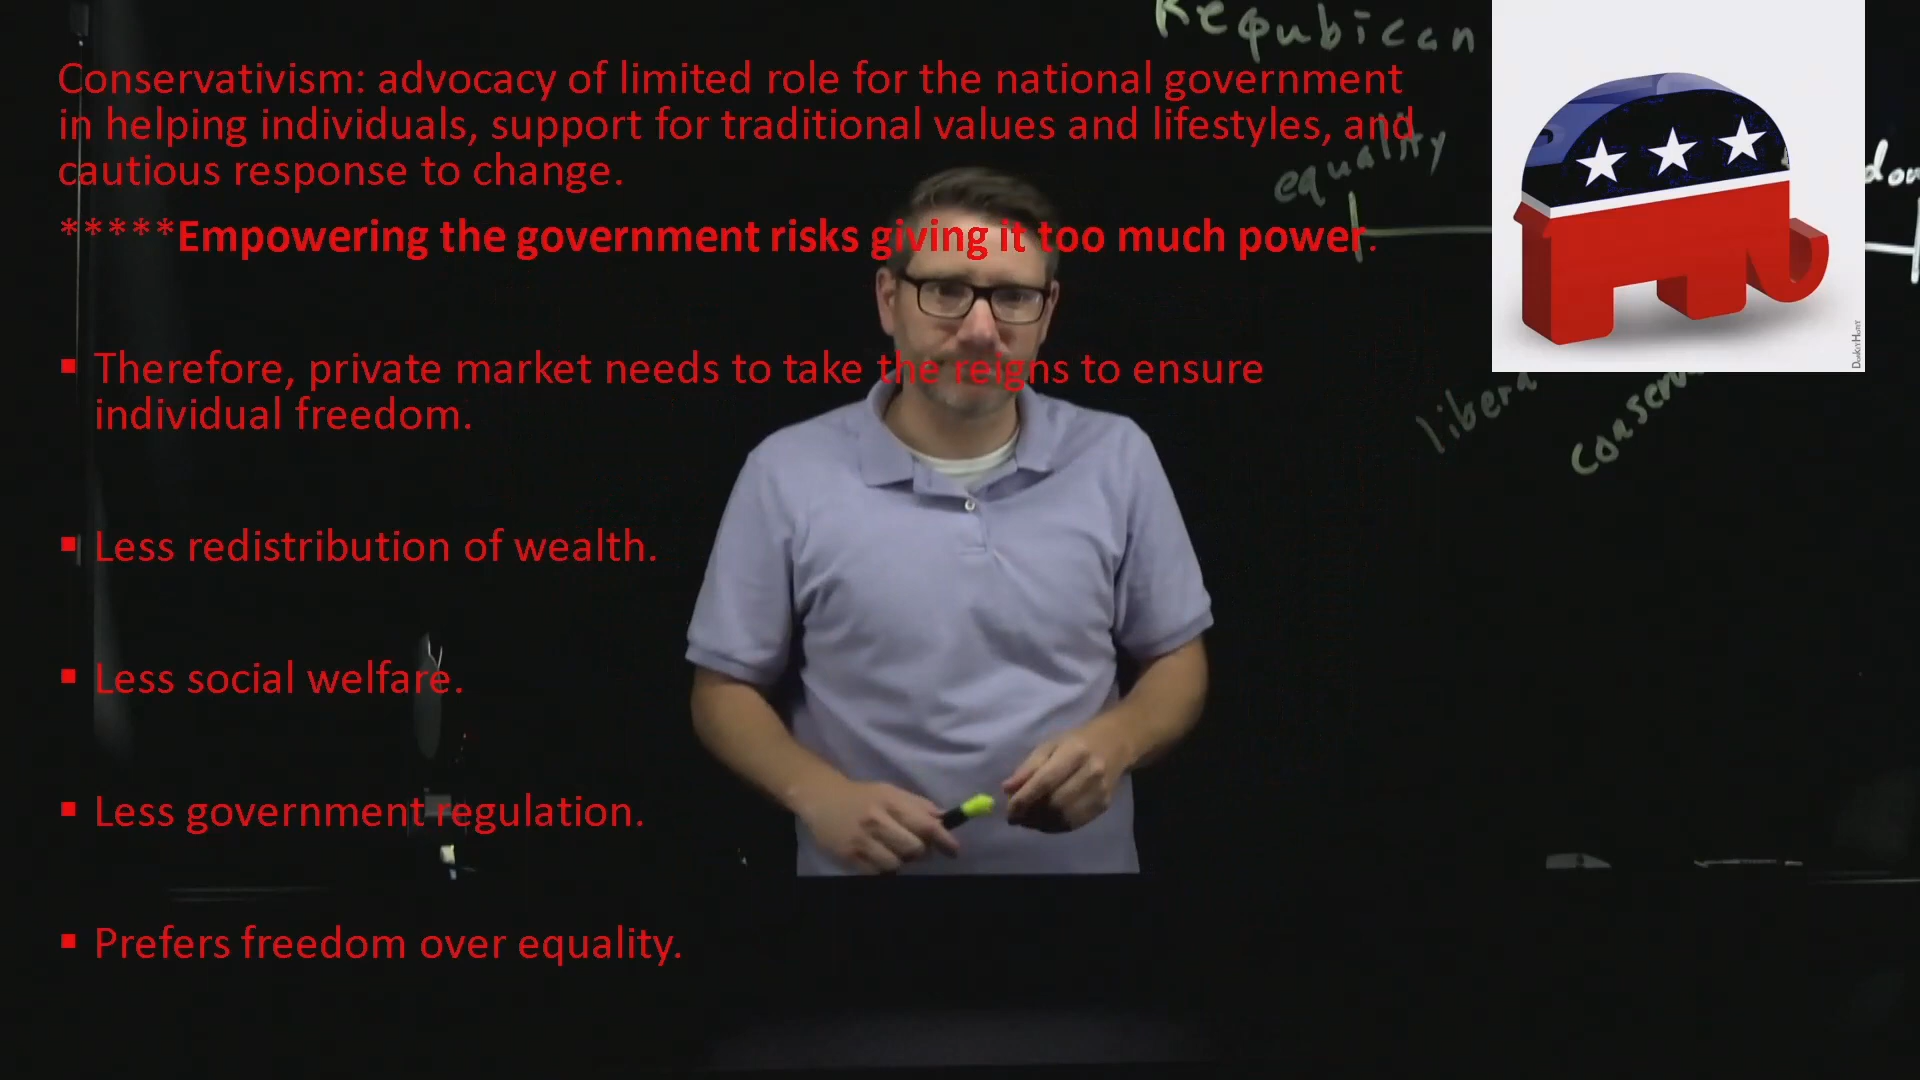 Requbican
Conservativism: advocacy of limited role for the national government
in helping individuals, support for traditional values and lifestyles, and
cautious response to change.
equality
*****Empowering the government risks giving it too much power.
Therefore, private market needs to take the reigns to ensure
individual freedom.
Less redistribution of wealth.
Less social welfare.
Less government regulation.
Prefers freedom over equality.